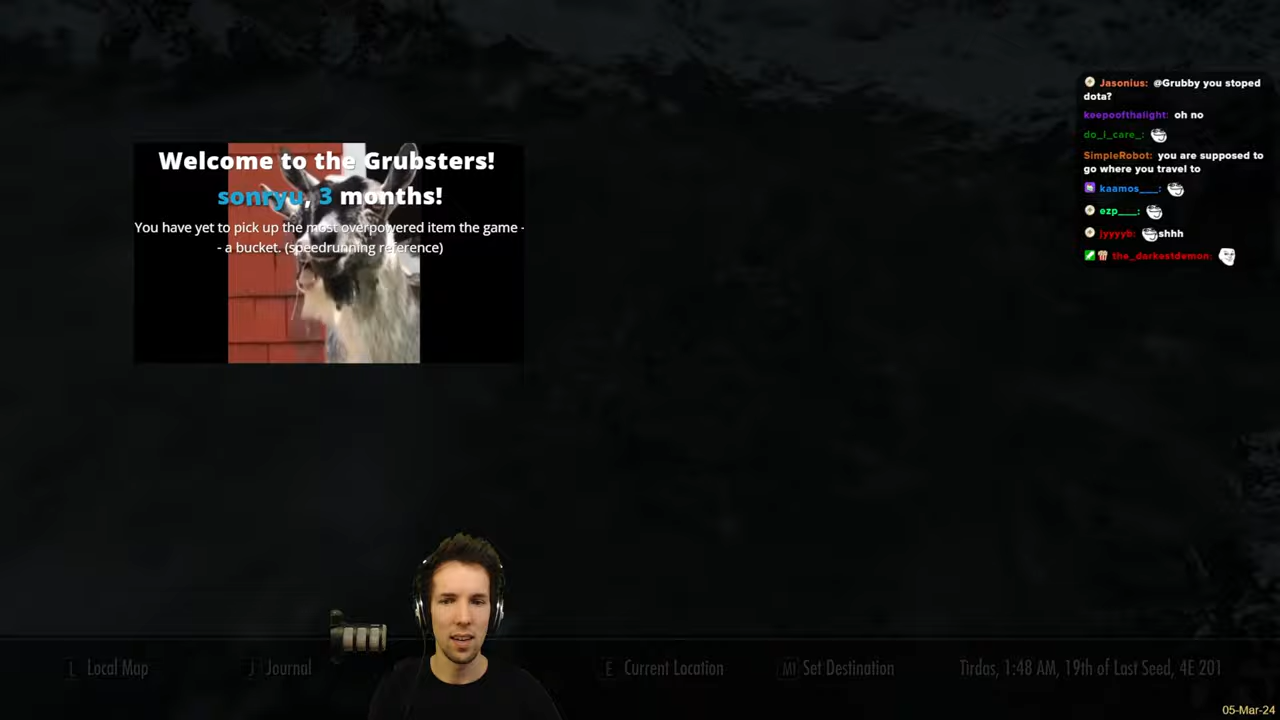 Jasonius: @Grubby you stoped
dota?
keepoofthalight: oh no
do_i_care_:
SimpleRobot: you are supposed to
go where you travel to
kaamos___:
ezp___:
jyyyyb: shhh
the_darkestdemon:
Welcome to the Grubsters!
sonryu, 3 months!
You have yet to pick up the most overpowered item the game -
- a bucket. (speedrunning reference)
L Local Map
J Journal
E Current Location
M1 Set Destination
Tirdas, 1:48 AM, 19th of Last Seed, 4E 201
05-Mar-24